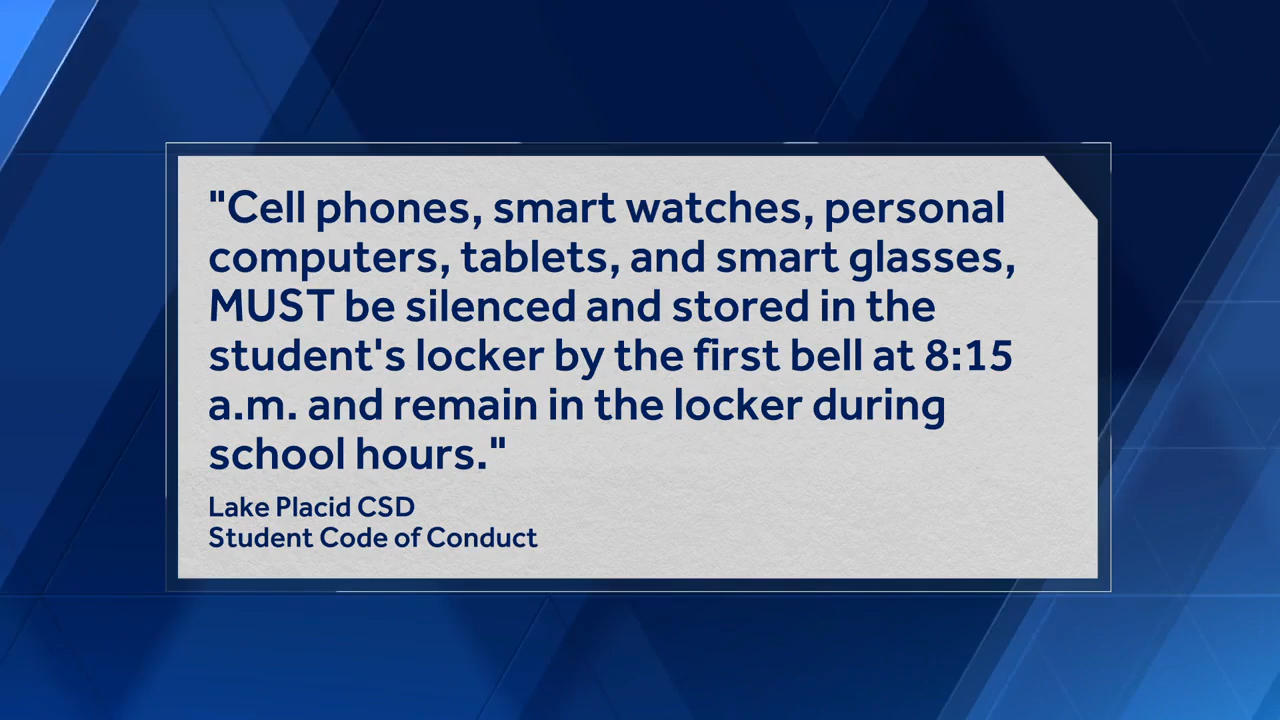 "Cell phones, smart watches, personal
computers, tablets, and smart glasses,
MUST be silenced and stored in the
student's locker by the first bell at 8:15
a.m. and remain in the locker during
school hours."
Lake Placid CSD
Student Code of Conduct